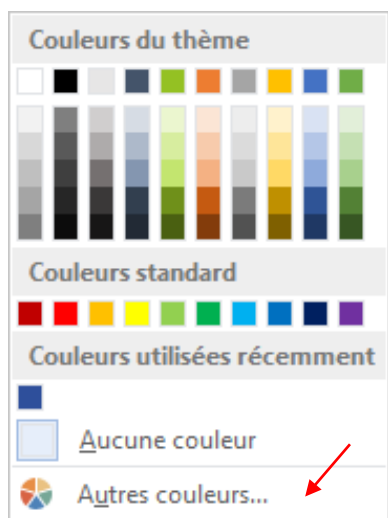 Couleurs du thème
Couleurs standard
Couleurs utilisées récemment
Aucune couleur
Autres couleurs...